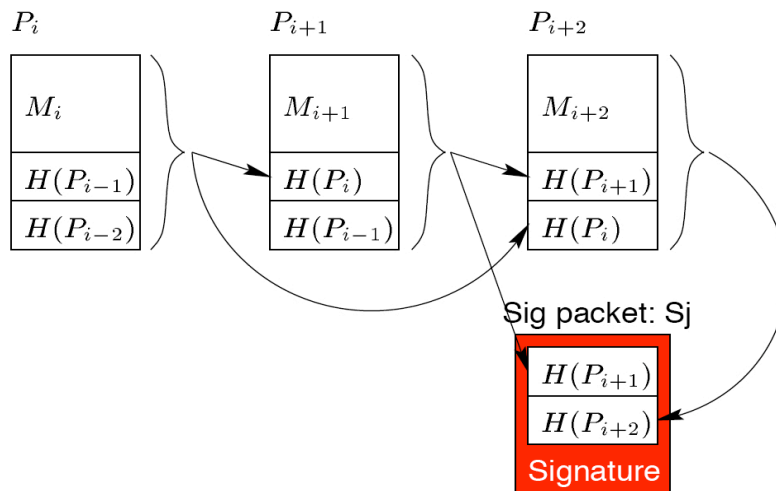 P_i P_{i+1} P_{i+2}
M_i M_{i+1} M_{i+2}
H(P_{i−1}) H(P_i) H(P_{i+1})
H(P_{i−2}) H(P_{i−1}) H(P_i)
Sig packet: Sj
H(P_{i+1})
H(P_{i+2})
Signature